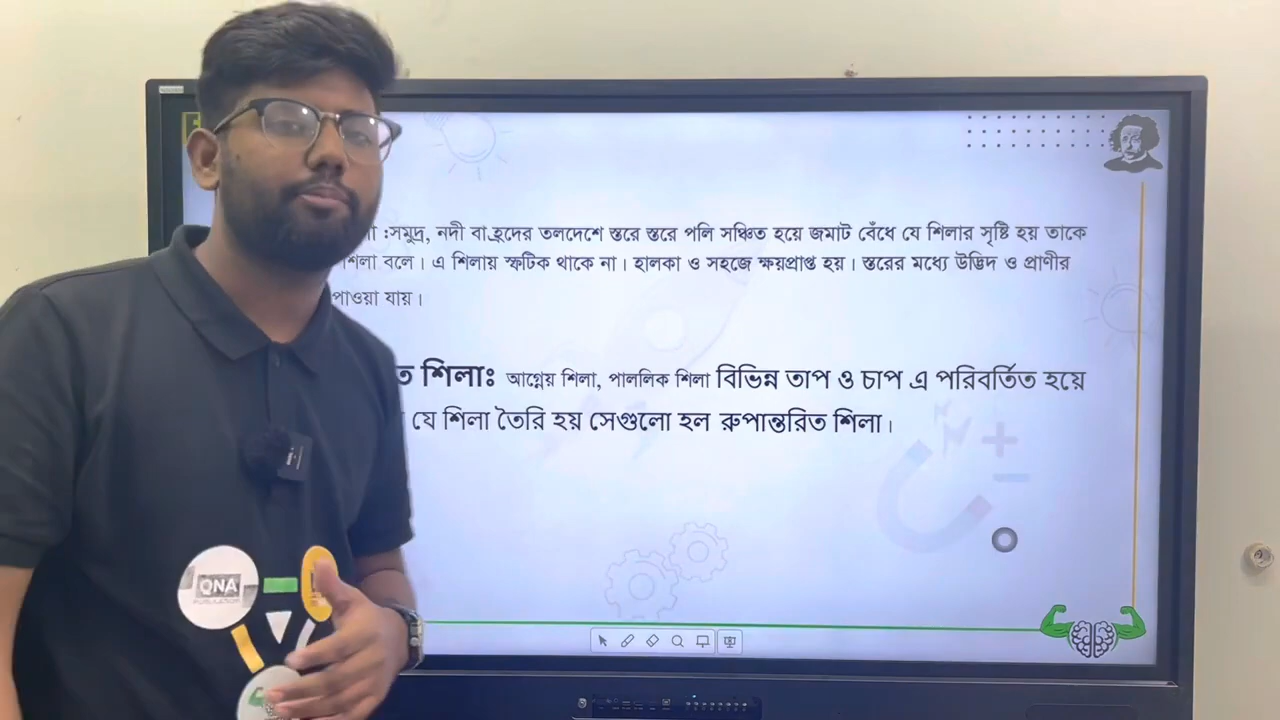 :সমুদ্র, নদী বা হ্রদের তলদেশে স্তরে স্তরে পলি সঞ্চিত হয়ে জমাট বেঁধে যে শিলার সৃষ্টি হয় তাকে
শিলা বলে। এ শিলায় স্ফটিক থাকে না। হালকা ও সহজে ক্ষয়প্রাপ্ত হয়। স্তরের মধ্যে উদ্ভিদ ও প্রাণীর
পাওয়া যায়।
ত শিলাঃ আগ্নেয় শিলা, পাললিক শিলা বিভিন্ন তাপ ও চাপ এ পরিবর্তিত হয়ে
যে শিলা তৈরি হয় সেগুলো হল রুপান্তরিত শিলা।
QNA